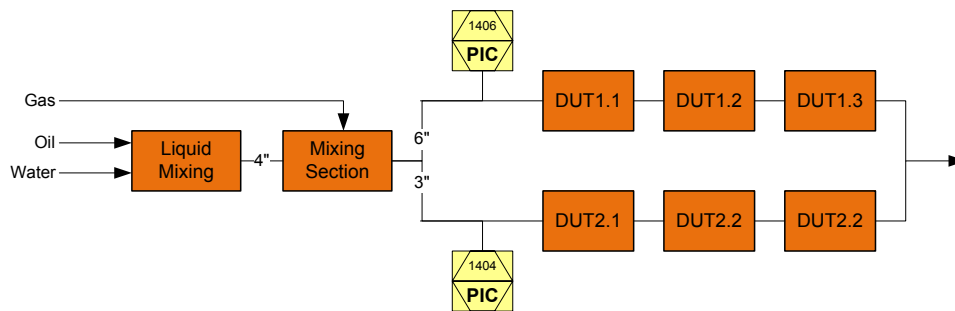 1406
PIC
Gas
Oil
Water
Liquid
Mixing
4"
Mixing
Section
6"
3"
DUT1.1
DUT1.2
DUT1.3
DUT2.1
DUT2.2
DUT2.2
1404
PIC